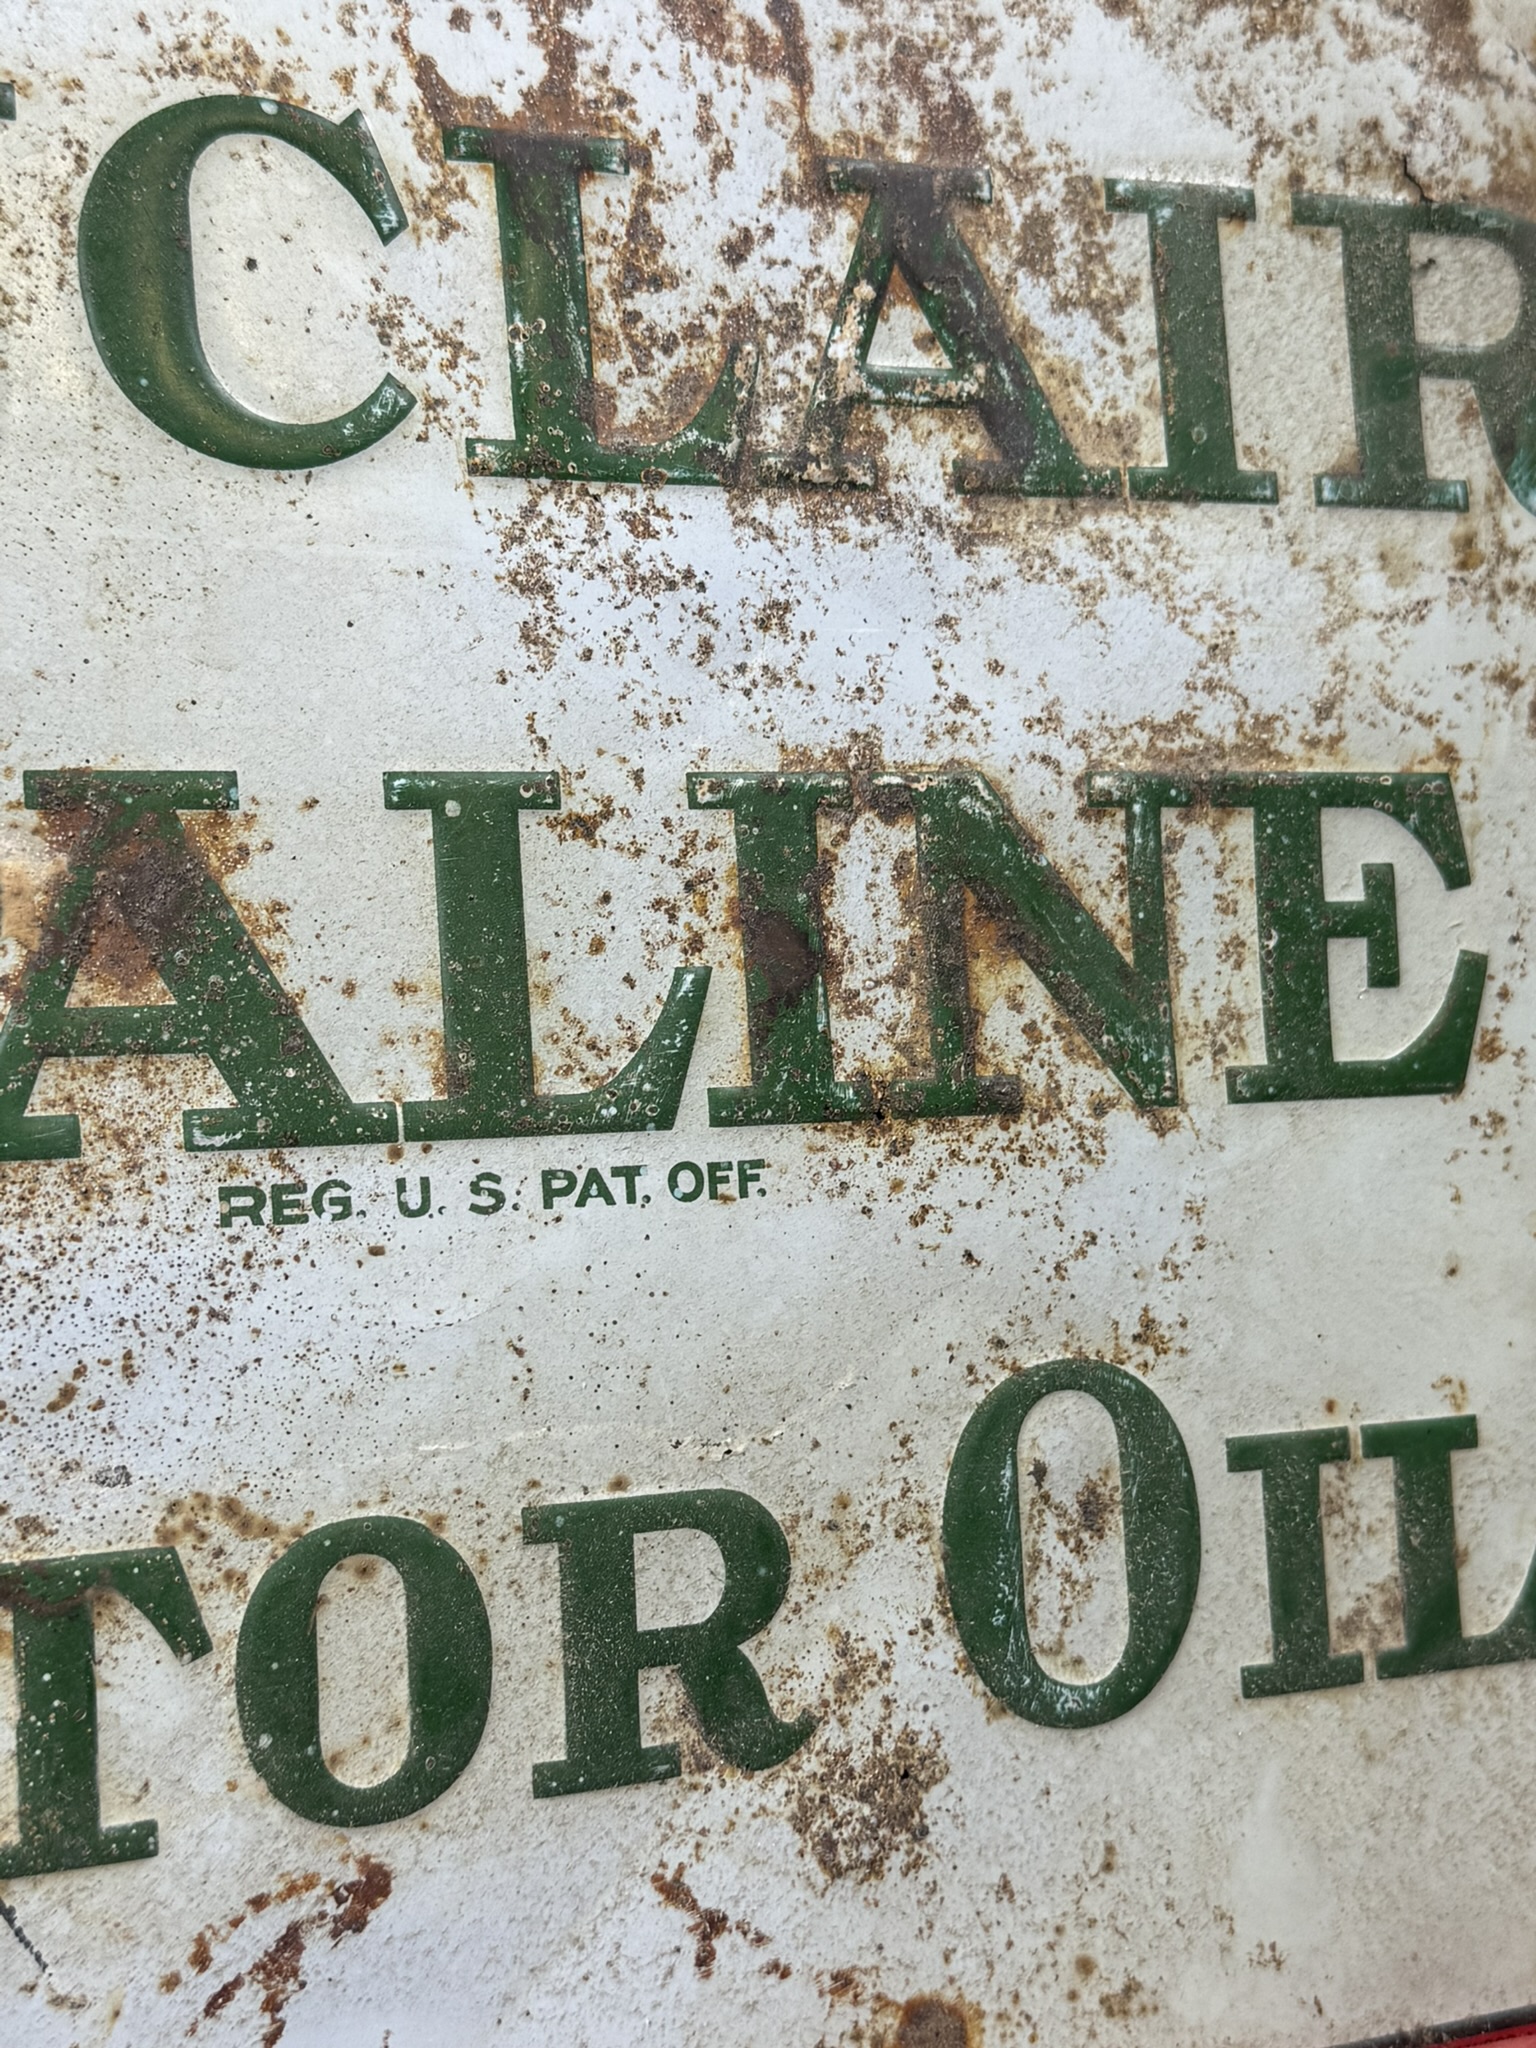 CLAIR
ALINE
REG. U. S. PAT. OFF.
TOR OIL